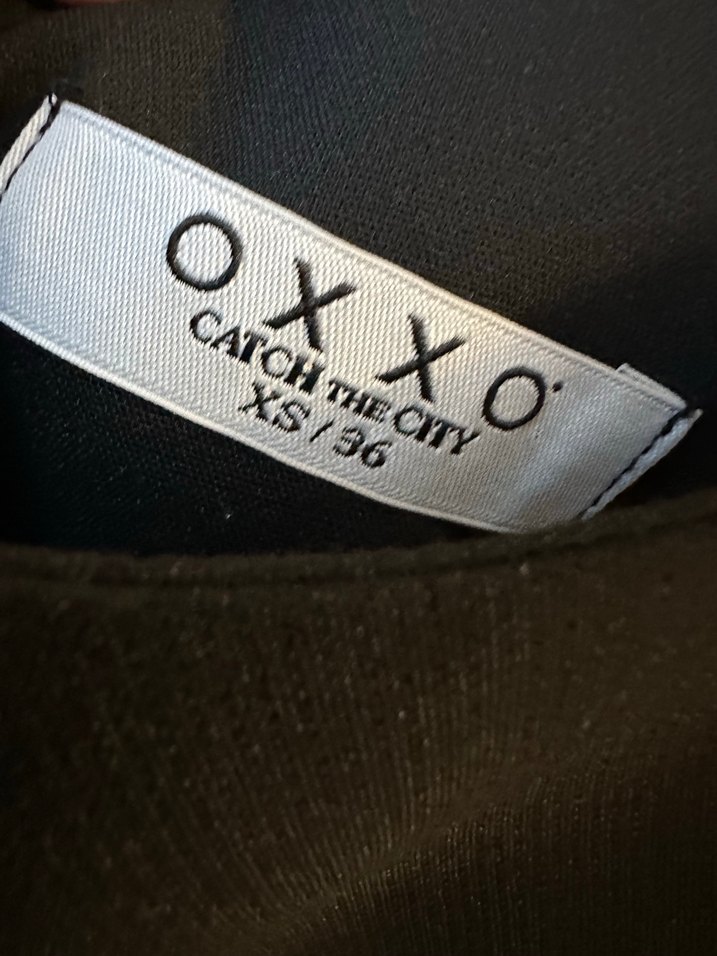 OXXO
CATCH THE CITY
XS / 36